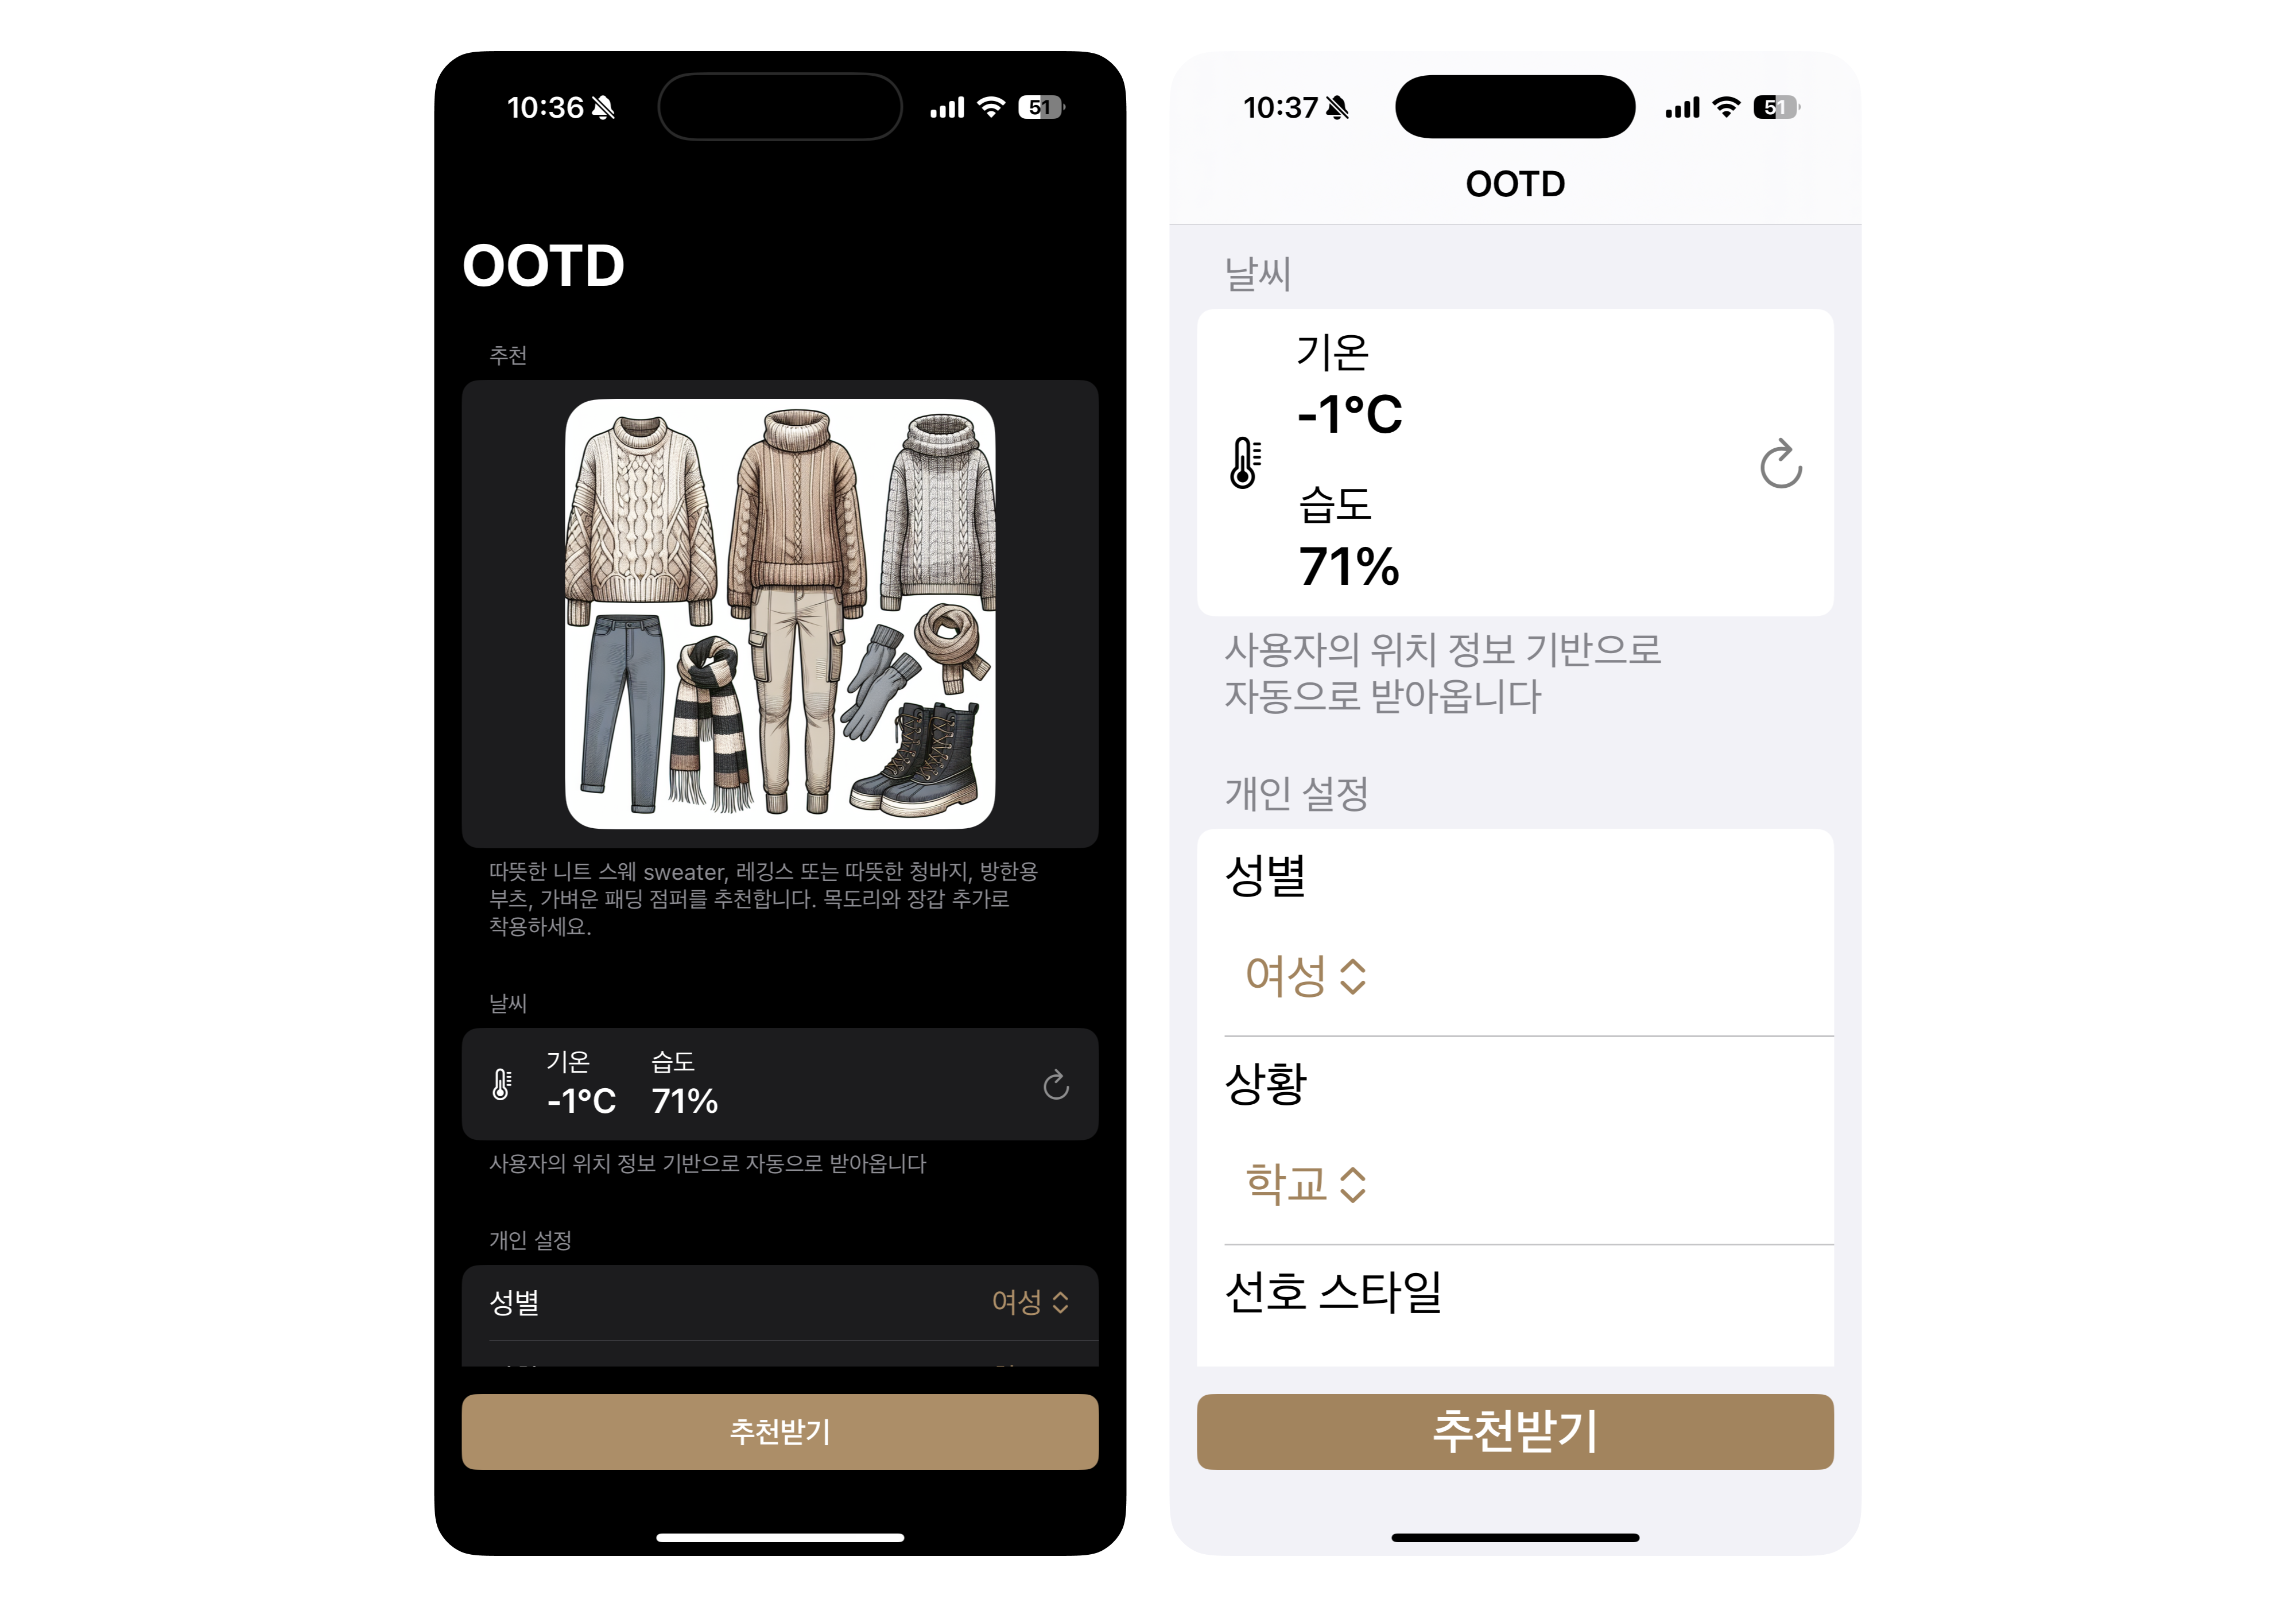 10:36
51
OOTD
추천
따뜻한 니트 스웨 sweater, 레깅스 또는 따뜻한 청바지, 방한용
부츠, 가벼운 패딩 점퍼를 추천합니다. 목도리와 장갑 추가로
착용하세요.
날씨
기온 습도
-1°C 71%
사용자의 위치 정보 기반으로 자동으로 받아옵니다
개인 설정
성별 여성
추천받기
10:37
51
OOTD
날씨
기온
-1°C
습도
71%
사용자의 위치 정보 기반으로
자동으로 받아옵니다
개인 설정
성별
여성
상황
학교
선호 스타일
추천받기